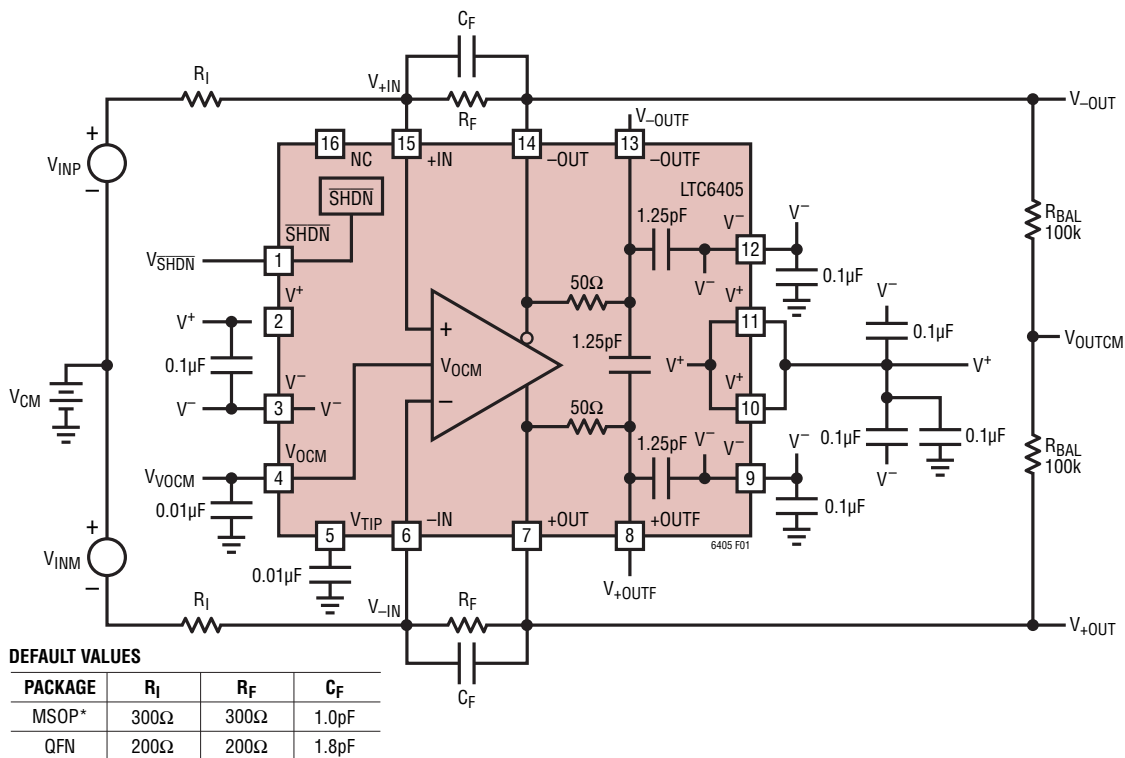 CF
RI
V+IN
RF
V–OUT
V–OUTF
16
15
14
13
NC
+IN
–OUT
–OUTF
LTC6405
+
VINP
–
SHDN
1.25pF
V–
V–
RBAL
100k
SHDN
VSHDN
1
12
V–
0.1µF
50Ω
V+
V+
V+
2
11
V–
0.1µF
+
VOCM
1.25pF
0.1µF
V+
V+
VOUTCM
VCM
V–
V+
V–
3
V–
–
50Ω
10
VOCM
1.25pF
V–
V–
V–
0.1µF
0.1µF
V–
RBAL
100k
VVOCM
4
9
0.01µF
0.1µF
VTIP
–IN
+OUT
+OUTF
+
VINM
–
5
6
7
8
6405 F01
0.01µF
V+OUTF
RI
V–IN
RF
V+OUT
CF
DEFAULT VALUES
PACKAGE RI RF CF
MSOP* 300Ω 300Ω 1.0pF
QFN 200Ω 200Ω 1.8pF